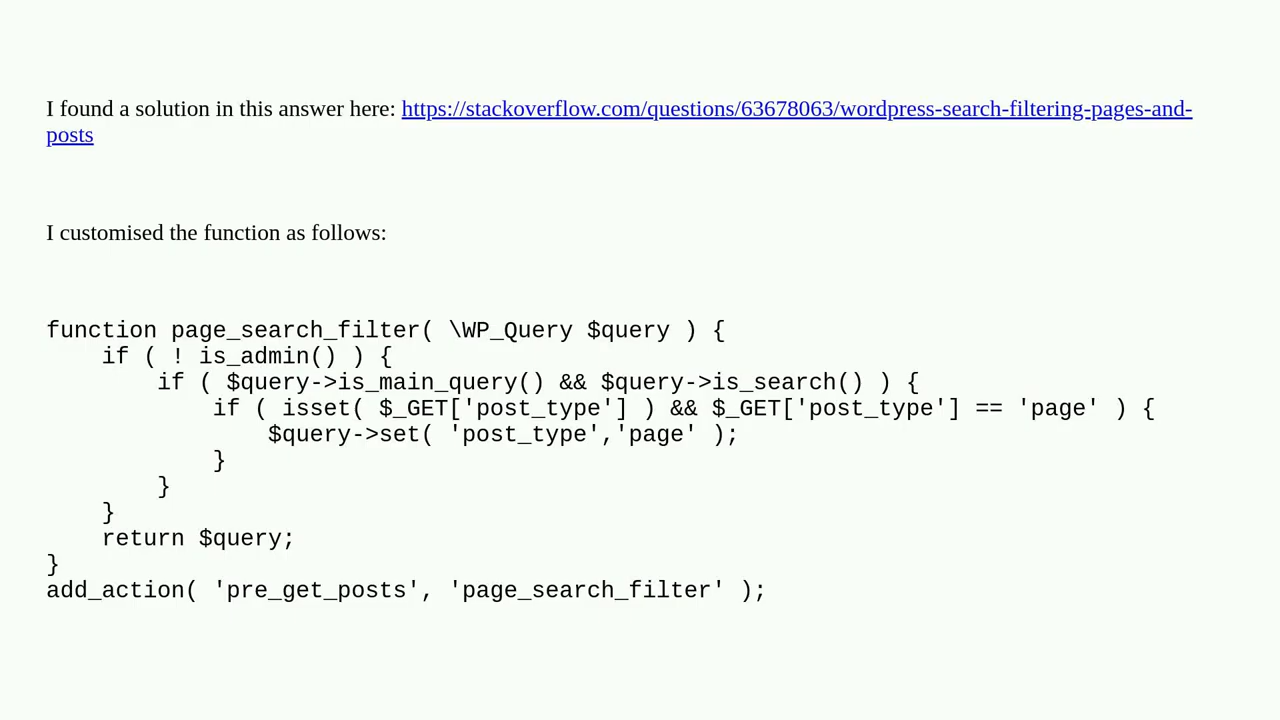 I found a solution in this answer here: https://stackoverflow.com/questions/63678063/wordpress-search-filtering-pages-and-
posts
I customised the function as follows:
function page_search_filter( \WP_Query $query ) {
    if ( ! is_admin() ) {
        if ( $query->is_main_query() && $query->is_search() ) {
            if ( isset( $_GET['post_type'] ) && $_GET['post_type'] == 'page' ) {
                $query->set( 'post_type','page' );
            }
        }
    }
    return $query;
}
add_action( 'pre_get_posts', 'page_search_filter' );